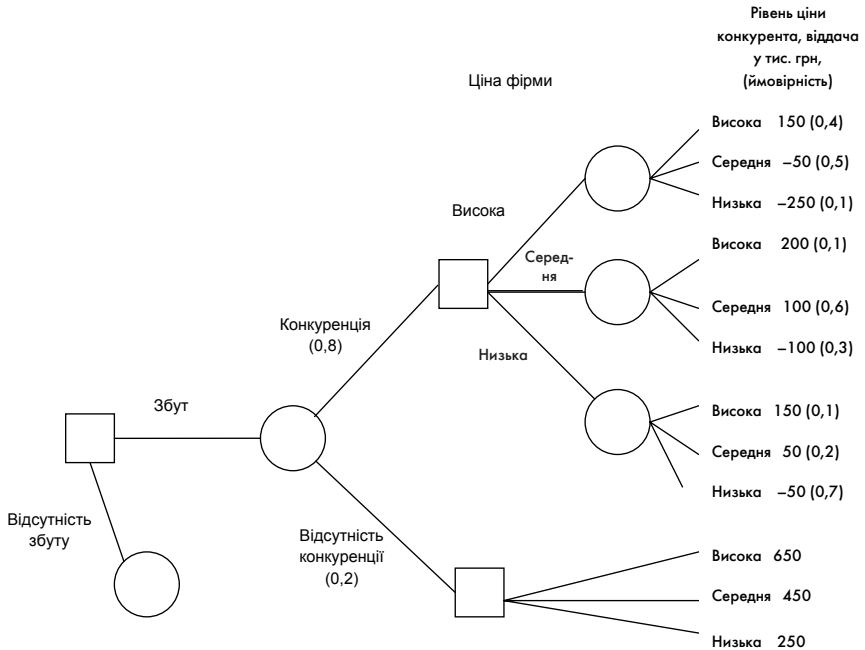 Рівень ціни
конкурента, віддача
у тис. грн,
(ймовірність)
Ціна фірми
Висока 150 (0,4)
Середня –50 (0,5)
Низька –250 (0,1)
Висока
Висока 200 (0,1)
Серед-
ня
Середня 100 (0,6)
Конкуренція
(0,8)
Низька –100 (0,3)
Низька
Збут
Висока 150 (0,1)
Середня 50 (0,2)
Низька –50 (0,7)
Відсутність
збуту
Відсутність
конкуренції
(0,2)
Висока 650
Середня 450
Низька 250